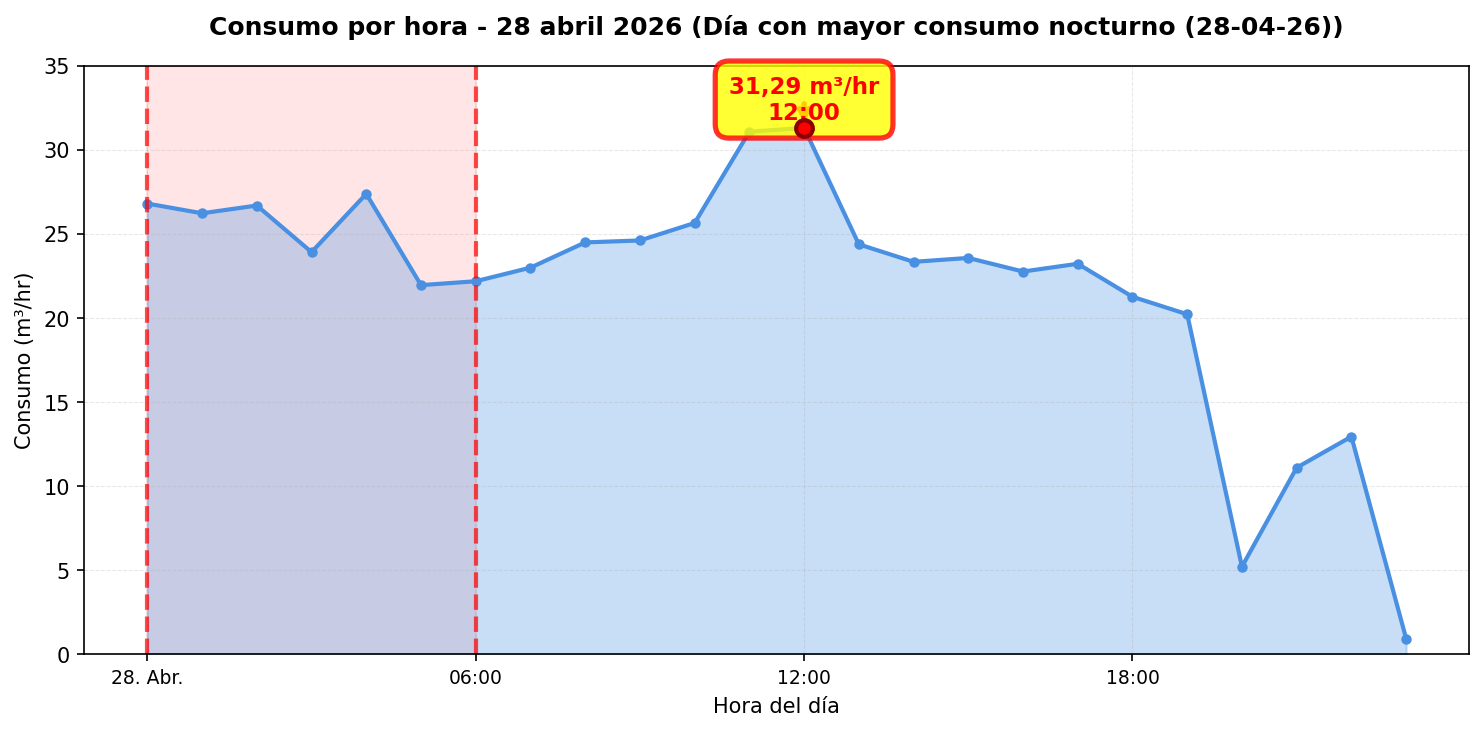 Consumo por hora - 28 abril 2026 (Día con mayor consumo nocturno (28-04-26))
31,29 m³/hr
12:00
35
30
25
20
15
10
5
0
Consumo (m³/hr)
28. Abr.
06:00
12:00
18:00
Hora del día